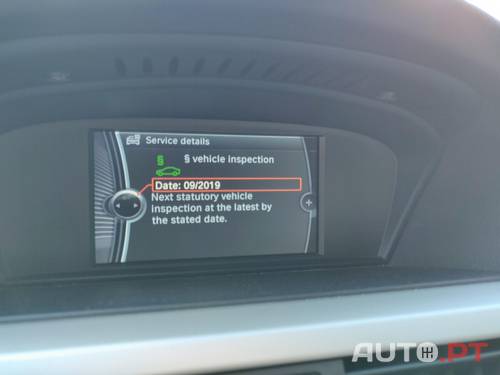 Service details
§ § vehicle inspection
Date: 09/2019
Next statutory vehicle
inspection at the latest by
the stated date.
AUTO.PT